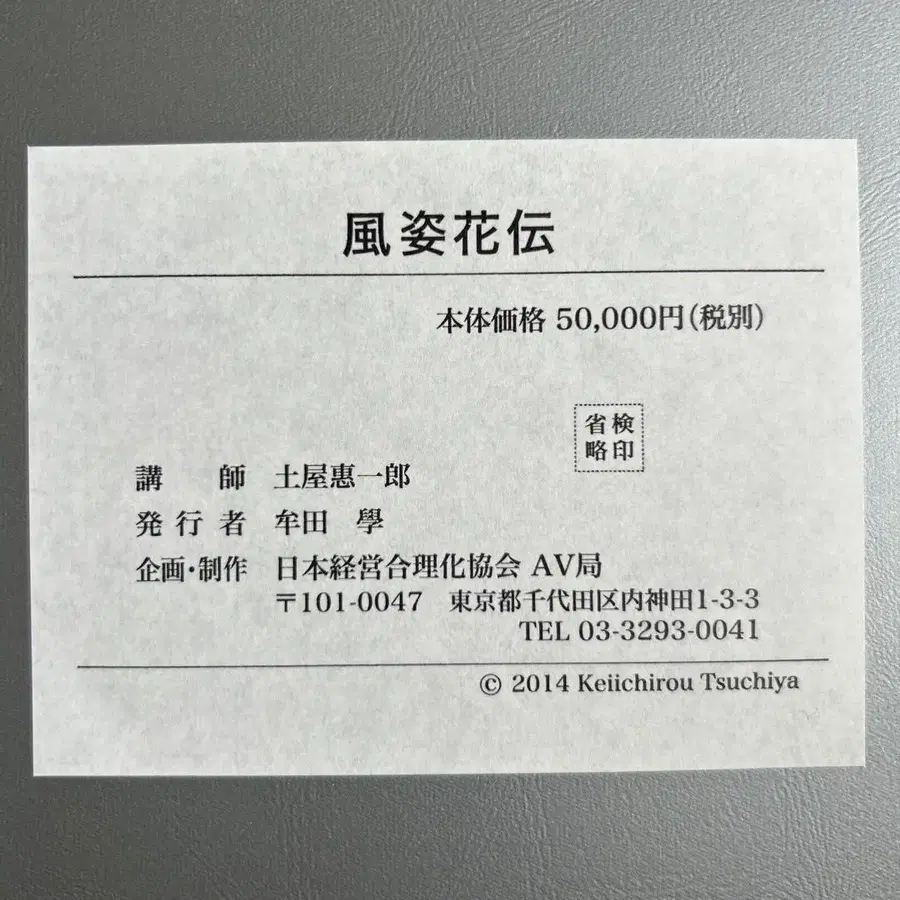 風姿花伝
本体価格 50,000円(税別)
検印
省略
講師 土屋惠一郎
発行者 牟田 學
企画・制作 日本経営合理化協会 AV局
〒101-0047 東京都千代田区内神田1-3-3
TEL 03-3293-0041
© 2014 Keiichirou Tsuchiya